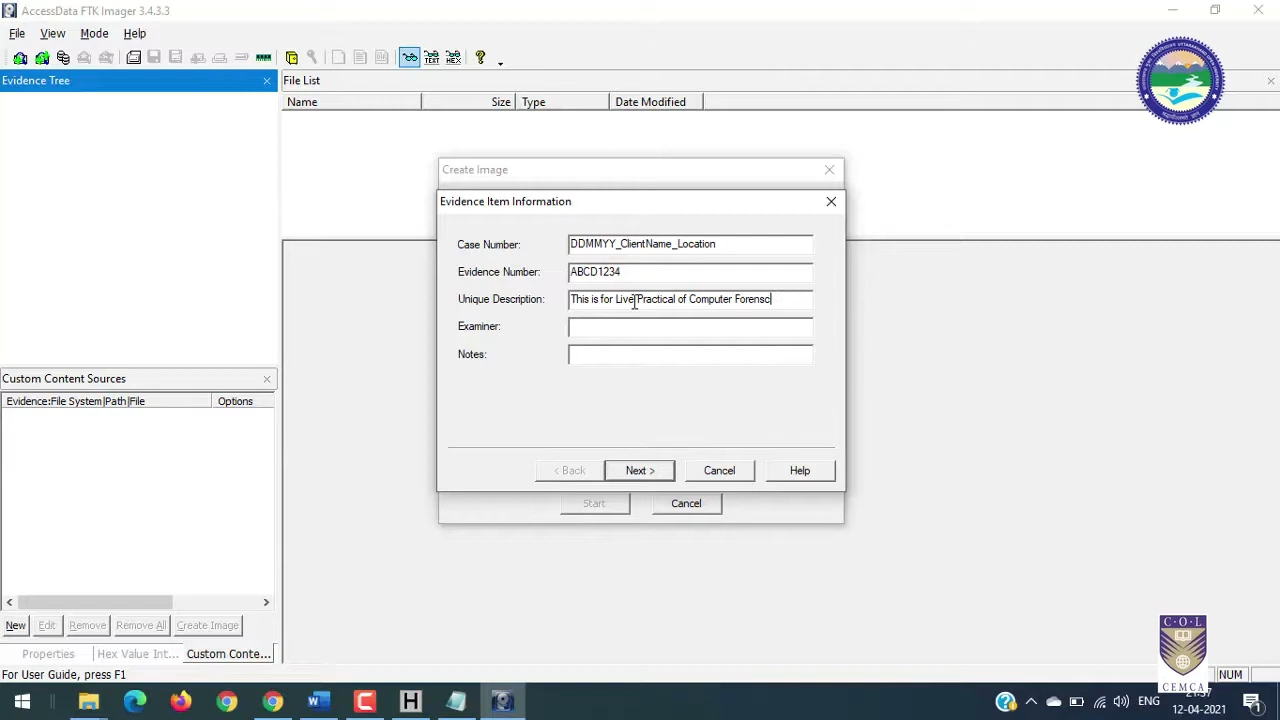 AccessData FTK Imager 3.4.3.3
File View Mode Help
Evidence Tree
File List
Name Size Type Date Modified
Create Image
Evidence Item Information
Case Number: DDMMYY_ClientName_Location
Evidence Number: ABCD1234
Unique Description: This is for Live Practical of Computer Forensc
Examiner:
Notes:
< Back Next > Cancel Help
Start Cancel
Custom Content Sources
Evidence:File System|Path|File Options
New Edit Remove Remove All Create Image
Properties Hex Value Int... Custom Conte...
For User Guide, press F1
NUM
C·O·L
CEMCA
ENG
12-04-2021